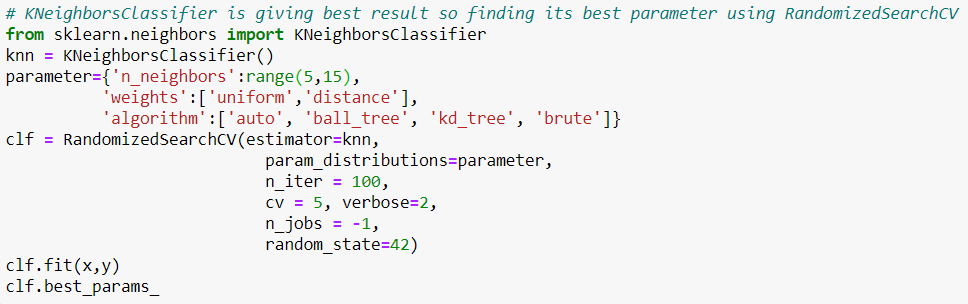 # KNeighborsClassifier is giving best result so finding its best parameter using RandomizedSearchCV
from sklearn.neighbors import KNeighborsClassifier
knn = KNeighborsClassifier()
parameter={'n_neighbors':range(5,15),
          'weights':['uniform','distance'],
          'algorithm':['auto', 'ball_tree', 'kd_tree', 'brute']}
clf = RandomizedSearchCV(estimator=knn,
                           param_distributions=parameter,
                           n_iter = 100,
                           cv = 5, verbose=2,
                           n_jobs = -1,
                           random_state=42)
clf.fit(x,y)
clf.best_params_